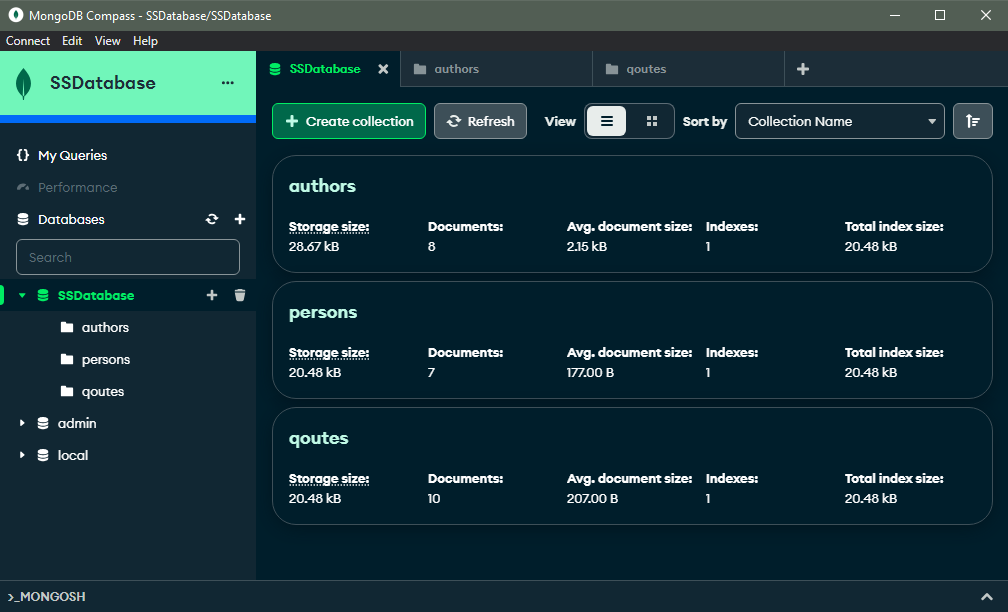 MongoDB Compass - SSDatabase/SSDatabase
Connect Edit View Help
SSDatabase ...
{} My Queries
Performance
Databases
Search
SSDatabase
authors
persons
qoutes
admin
local
SSDatabase authors qoutes
Create collection Refresh View Sort by Collection Name
authors
Storage size: Documents: Avg. document size: Indexes: Total index size:
28.67 kB 8 2.15 kB 1 20.48 kB
persons
Storage size: Documents: Avg. document size: Indexes: Total index size:
20.48 kB 7 177.00 B 1 20.48 kB
qoutes
Storage size: Documents: Avg. document size: Indexes: Total index size:
20.48 kB 10 207.00 B 1 20.48 kB
>_MONGOSH